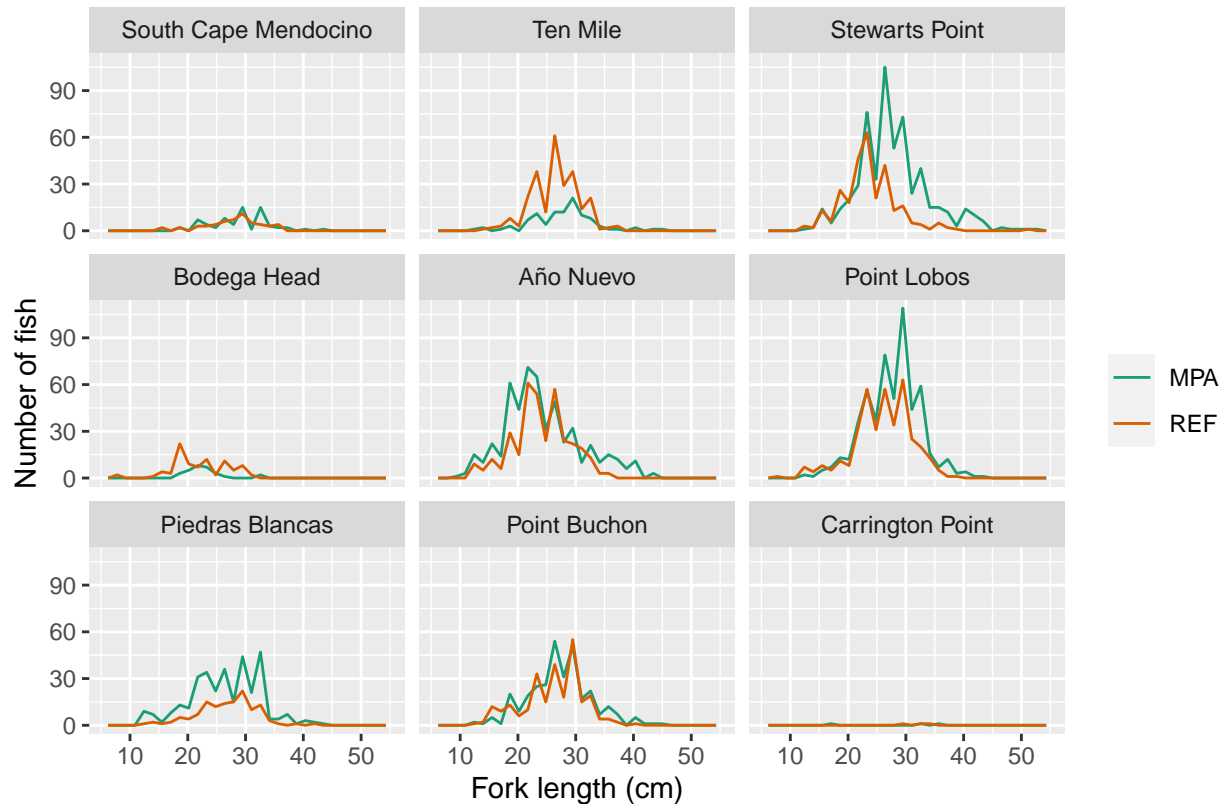 South Cape Mendocino
Ten Mile
Stewarts Point
90
60
30
0
Bodega Head
Año Nuevo
Point Lobos
90
60
30
0
Piedras Blancas
Point Buchon
Carrington Point
90
60
30
0
10 20 30 40 50
10 20 30 40 50
10 20 30 40 50
Fork length (cm)
Number of fish
MPA
REF